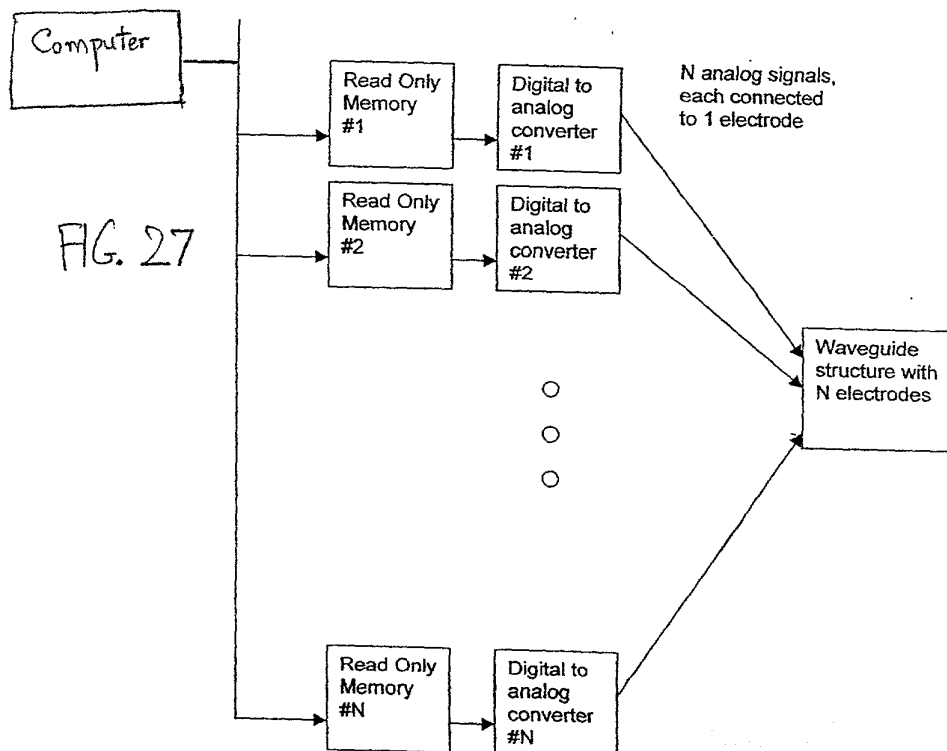 Computer
Read Only
Memory
#1
Digital to
analog
converter
#1
N analog signals,
each connected
to 1 electrode
FIG. 27
Read Only
Memory
#2
Digital to
analog
converter
#2
Waveguide
structure with
N electrodes
Read Only
Memory
#N
Digital to
analog
converter
#N